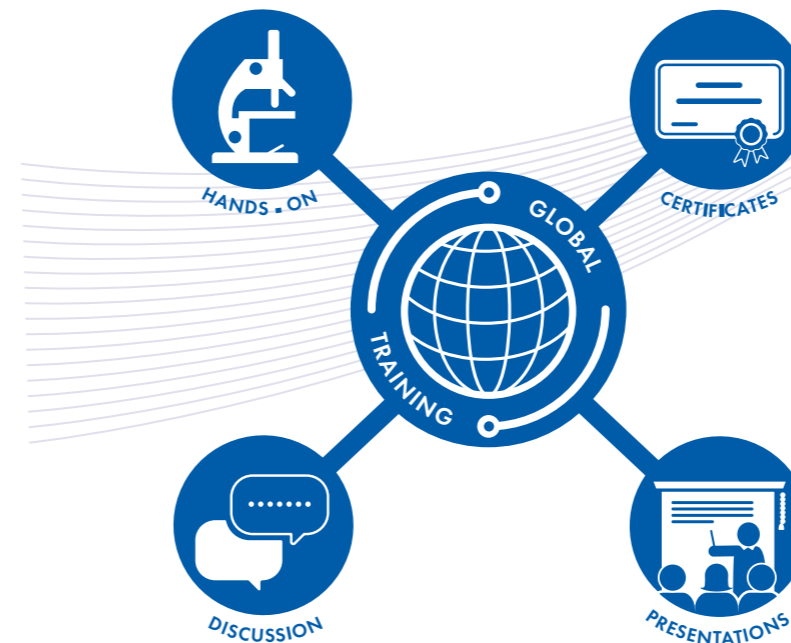 HANDS - ON
CERTIFICATES
GLOBAL
TRAINING
DISCUSSION
PRESENTATIONS